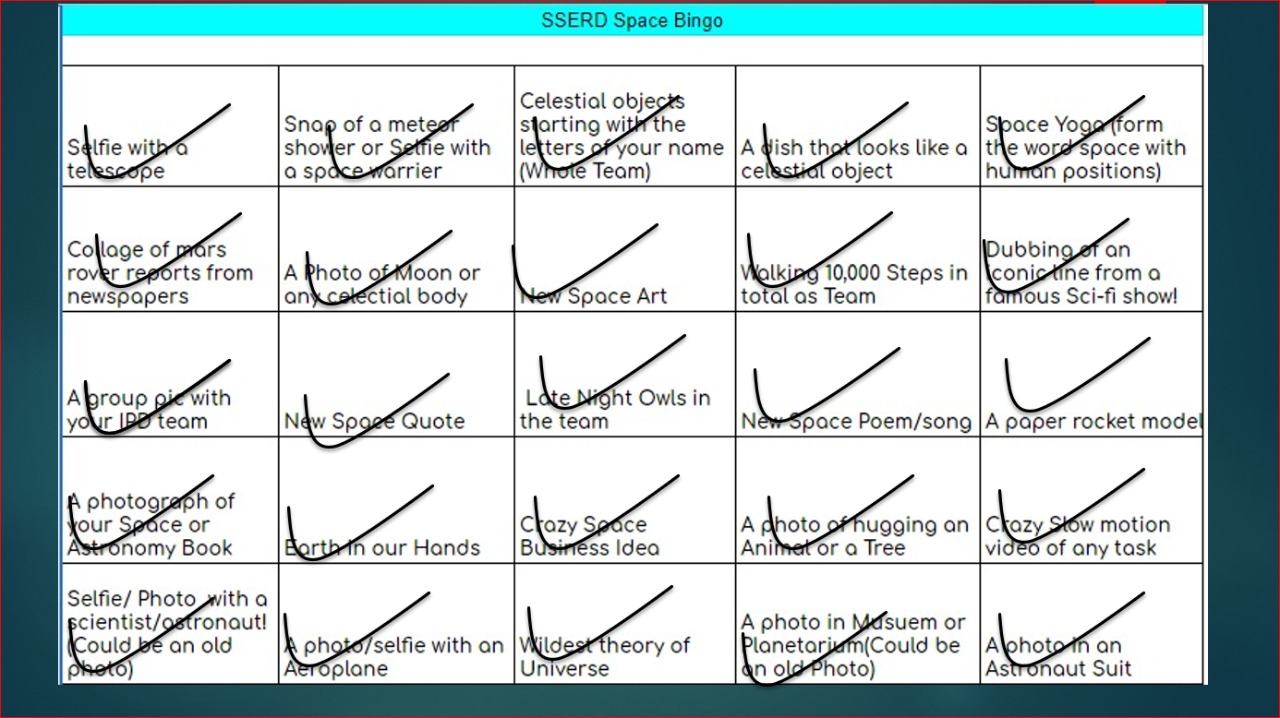 SSERD Space Bingo
Selfie with a
telescope
Snap of a meteor
shower or Selfie with
a space warrier
Celestial objects
starting with the
letters of your name
(Whole Team)
A dish that looks like a
celestial object
Space Yoga (form
the word space with
human positions)
Collage of mars
rover reports from
newspapers
A Photo of Moon or
any celectial body
New Space Art
Walking 10,000 Steps in
total as Team
Dubbing of an
iconic line from a
famous Sci-fi show!
A group pic with
your IPD team
New Space Quote
Late Night Owls in
the team
New Space Poem/song
A paper rocket model
A photograph of
your Space or
Astronomy Book
Earth in our Hands
Crazy Space
Business Idea
A photo of hugging an
Animal or a Tree
Crazy Slow motion
video of any task
Selfie/ Photo with a
scientist/astronaut!
(Could be an old
photo)
A photo/selfie with an
Aeroplane
Wildest theory of
Universe
A photo in Musuem or
Planetarium(Could be
an old Photo)
A photo in an
Astronaut Suit